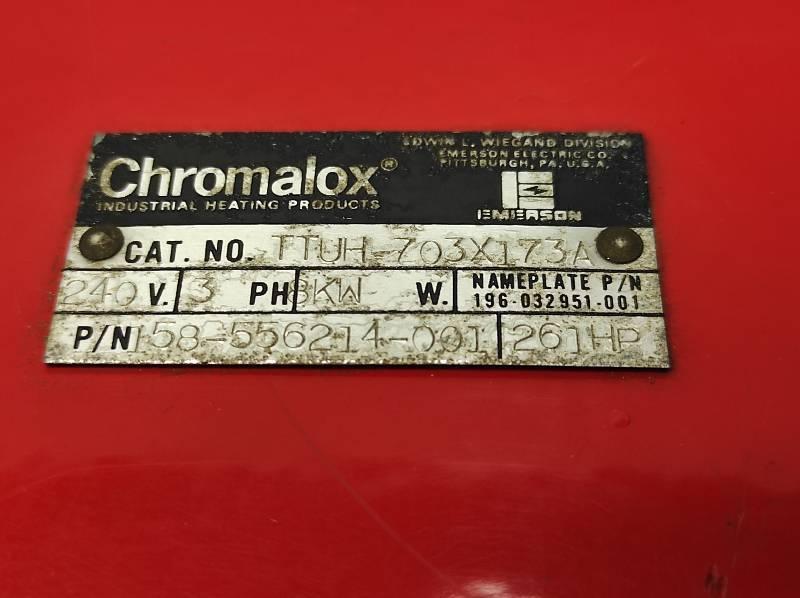 EDWIN L. WIEGAND DIVISION
EMERSON ELECTRIC CO.
PITTSBURGH, PA. U.S.A.
Chromalox®
INDUSTRIAL HEATING PRODUCTS
EMERSON
CAT. NO. TTUH-703X173A
240 V. 3 PH 8KW W. NAMEPLATE P/N
196-032951-001
P/N 158-556214-001 261HP